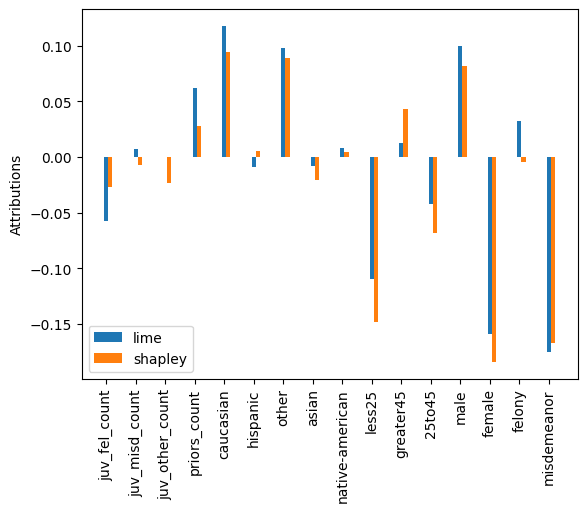 Attributions
0.10
0.05
0.00
−0.05
−0.10
−0.15
lime
shapley
juv_fel_count
juv_misd_count
juv_other_count
priors_count
caucasian
hispanic
other
asian
native-american
less25
greater45
25to45
male
female
felony
misdemeanor